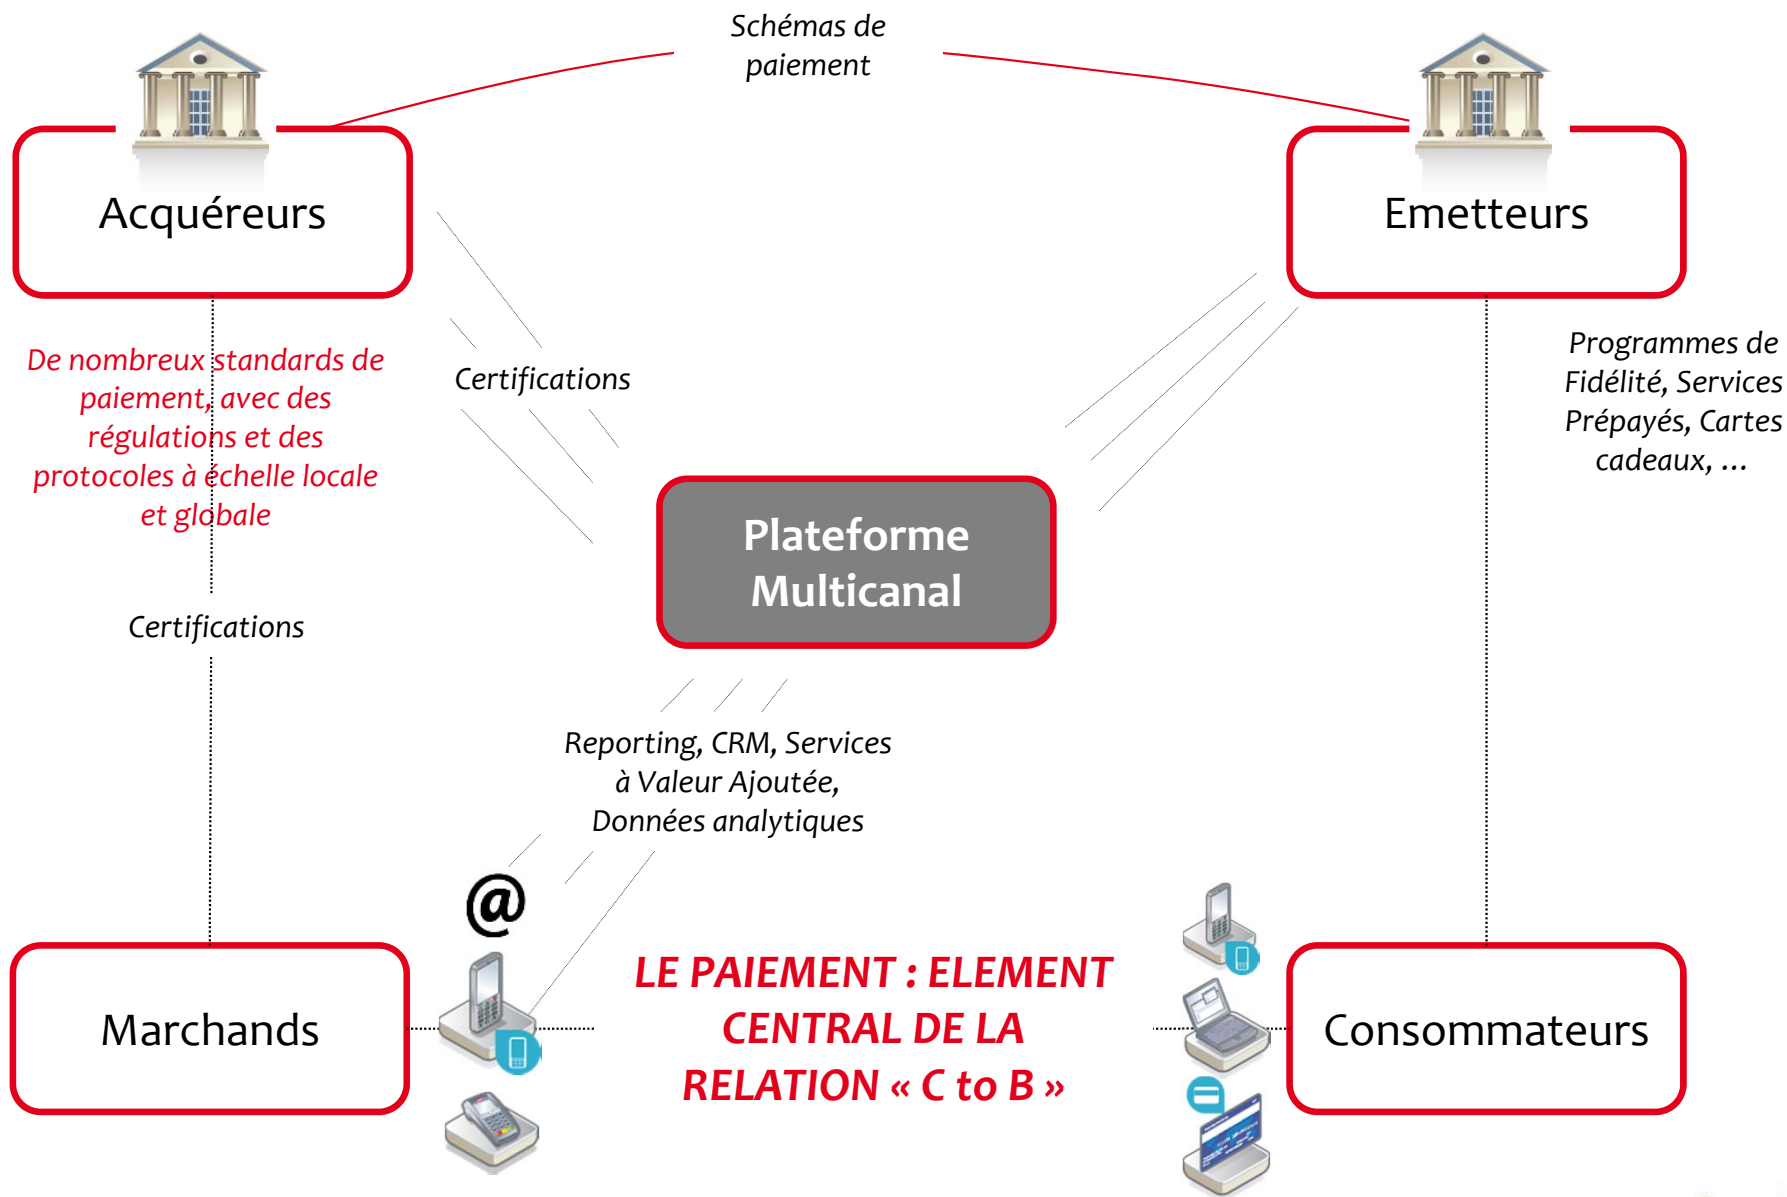 Schémas de
paiement
Acquéreurs
Emetteurs
De nombreux standards de
paiement, avec des
régulations et des
protocoles à échelle locale
et globale
Certifications
Programmes de
Fidélité, Services
Prépayés, Cartes
cadeaux, ...
Plateforme
Multicanal
Certifications
Reporting, CRM, Services
à Valeur Ajoutée,
Données analytiques
@
LE PAIEMENT : ELEMENT
CENTRAL DE LA
RELATION « C to B »
Marchands
Consommateurs